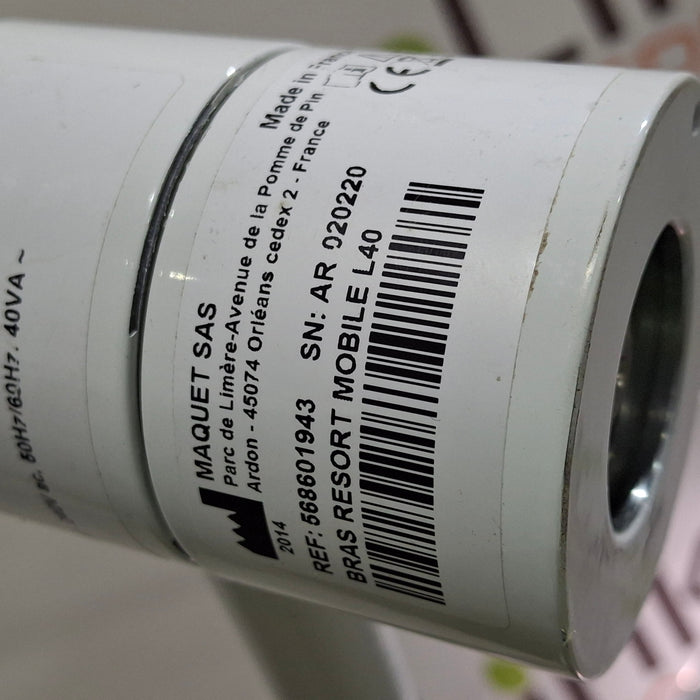 50Hz/60Hz. 40VA ~
Made in
MAQUET SAS
Parc de Limère-Avenue de la Pomme de Pin
Ardon - 45074 Orléans cedex 2 - France
2014
REF: 568601943 SN: AR 020220
BRAS RESORT MOBILE L40